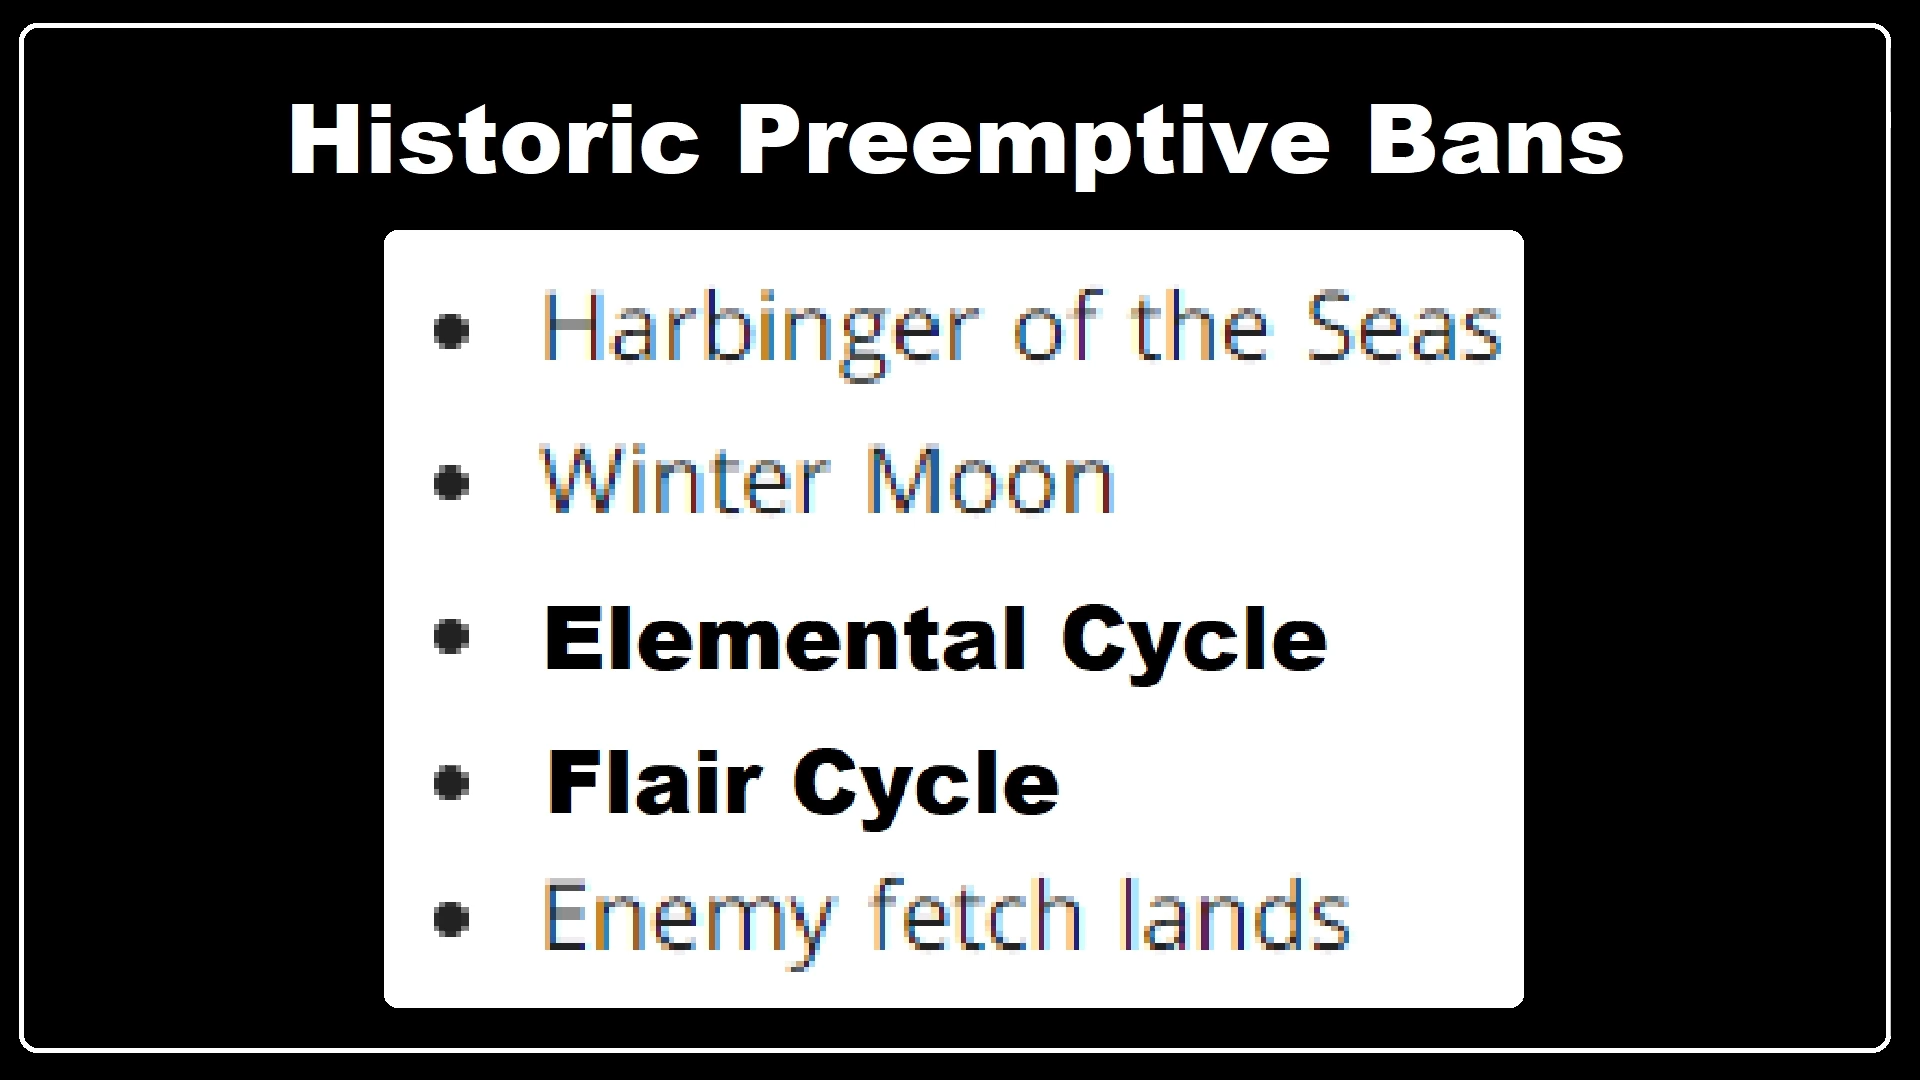 Historic Preemptive Bans
• Harbinger of the Seas
• Winter Moon
• Elemental Cycle
• Flair Cycle
• Enemy fetch lands